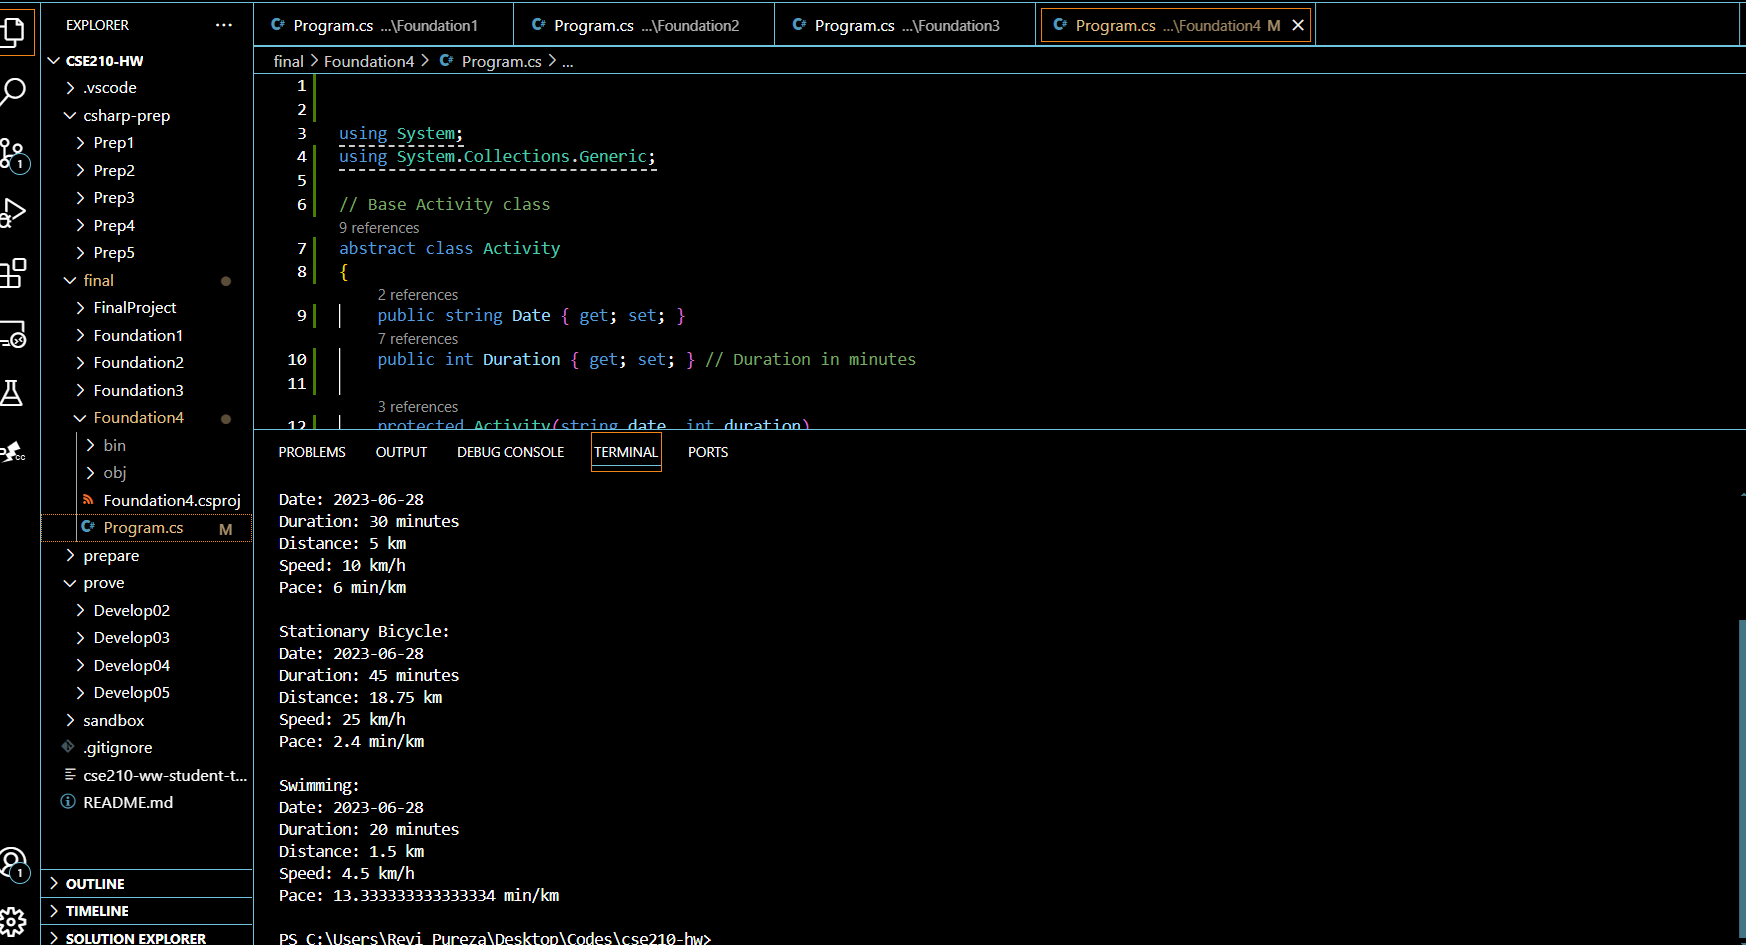 EXPLORER ...
CSE210-HW
.vscode
csharp-prep
Prep1
Prep2
Prep3
Prep4
Prep5
final
FinalProject
Foundation1
Foundation2
Foundation3
Foundation4
bin
obj
Foundation4.csproj
C# Program.cs M
prepare
prove
Develop02
Develop03
Develop04
Develop05
sandbox
.gitignore
cse210-ww-student-t...
README.md
OUTLINE
TIMELINE
SOLUTION EXPLORER
1
1
C# Program.cs ...\Foundation1
C# Program.cs ...\Foundation2
C# Program.cs ...\Foundation3
C# Program.cs ...\Foundation4 M
final > Foundation4 > C# Program.cs > ...
1
2
3 using System;
4 using System.Collections.Generic;
5
6 // Base Activity class
9 references
7 abstract class Activity
8 {
2 references
9 public string Date { get; set; }
7 references
10 public int Duration { get; set; } // Duration in minutes
11
3 references
12 protected Activity(string date, int duration)
PROBLEMS OUTPUT DEBUG CONSOLE TERMINAL PORTS
Date: 2023-06-28
Duration: 30 minutes
Distance: 5 km
Speed: 10 km/h
Pace: 6 min/km
Stationary Bicycle:
Date: 2023-06-28
Duration: 45 minutes
Distance: 18.75 km
Speed: 25 km/h
Pace: 2.4 min/km
Swimming:
Date: 2023-06-28
Duration: 20 minutes
Distance: 1.5 km
Speed: 4.5 km/h
Pace: 13.333333333333334 min/km
PS C:\Users\Revi Pureza\Desktop\Codes\cse210-hw>